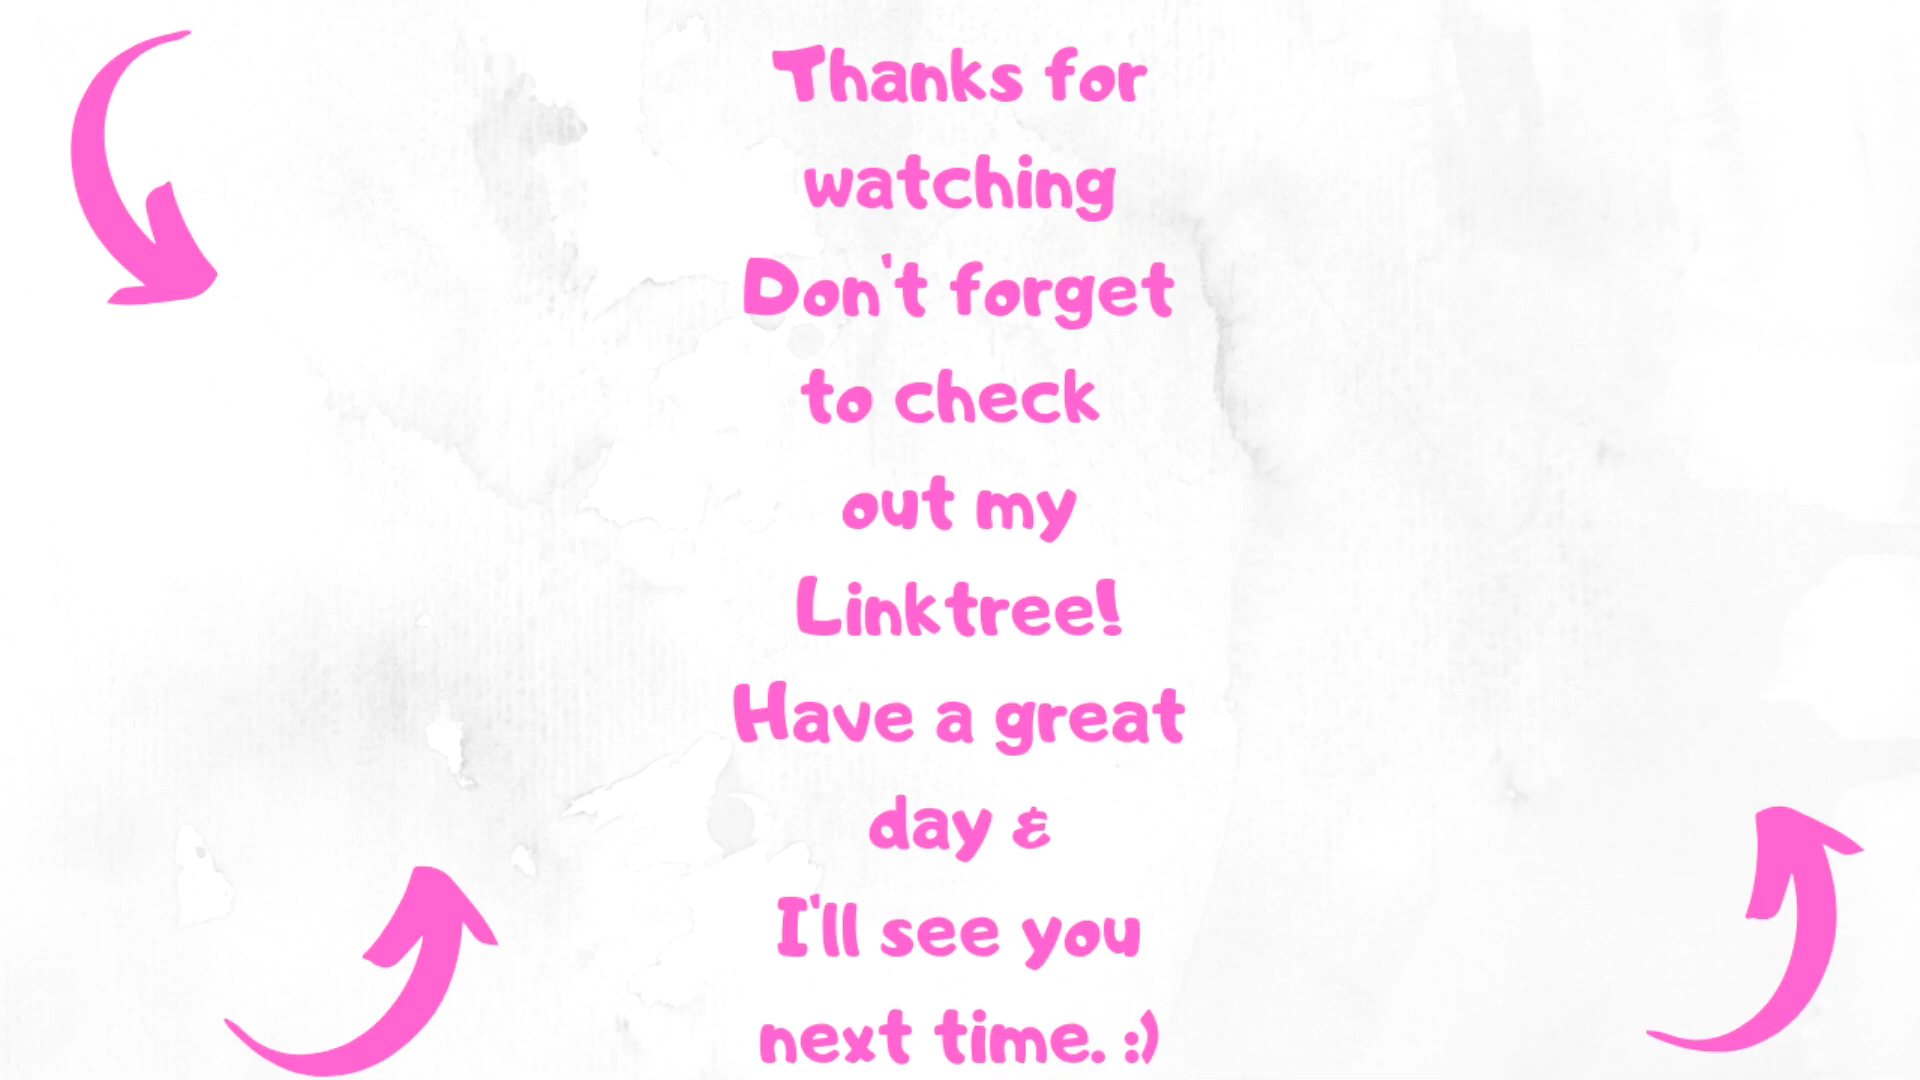 Thanks for
watching
Don't forget
to check
out my
Linktree!
Have a great
day &
I'll see you
next time. :)